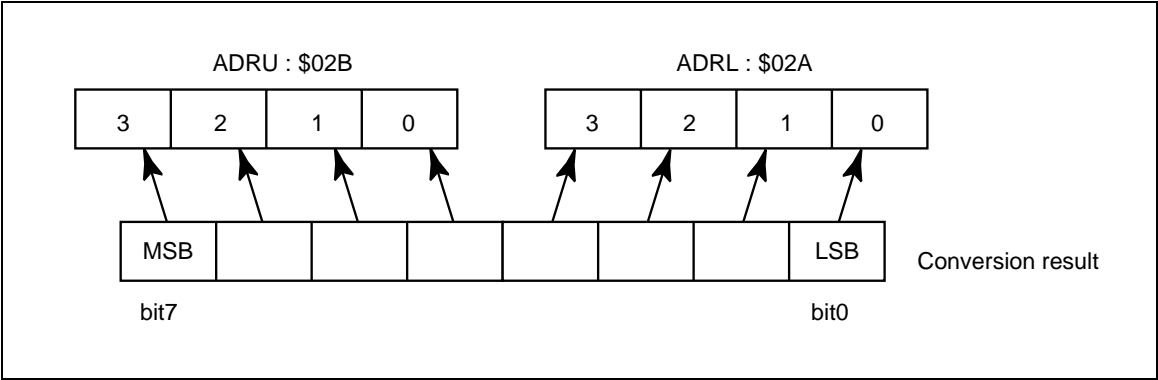 ADRU : $02B ADRL : $02A
3 2 1 0 3 2 1 0
MSB LSB Conversion result
bit7 bit0